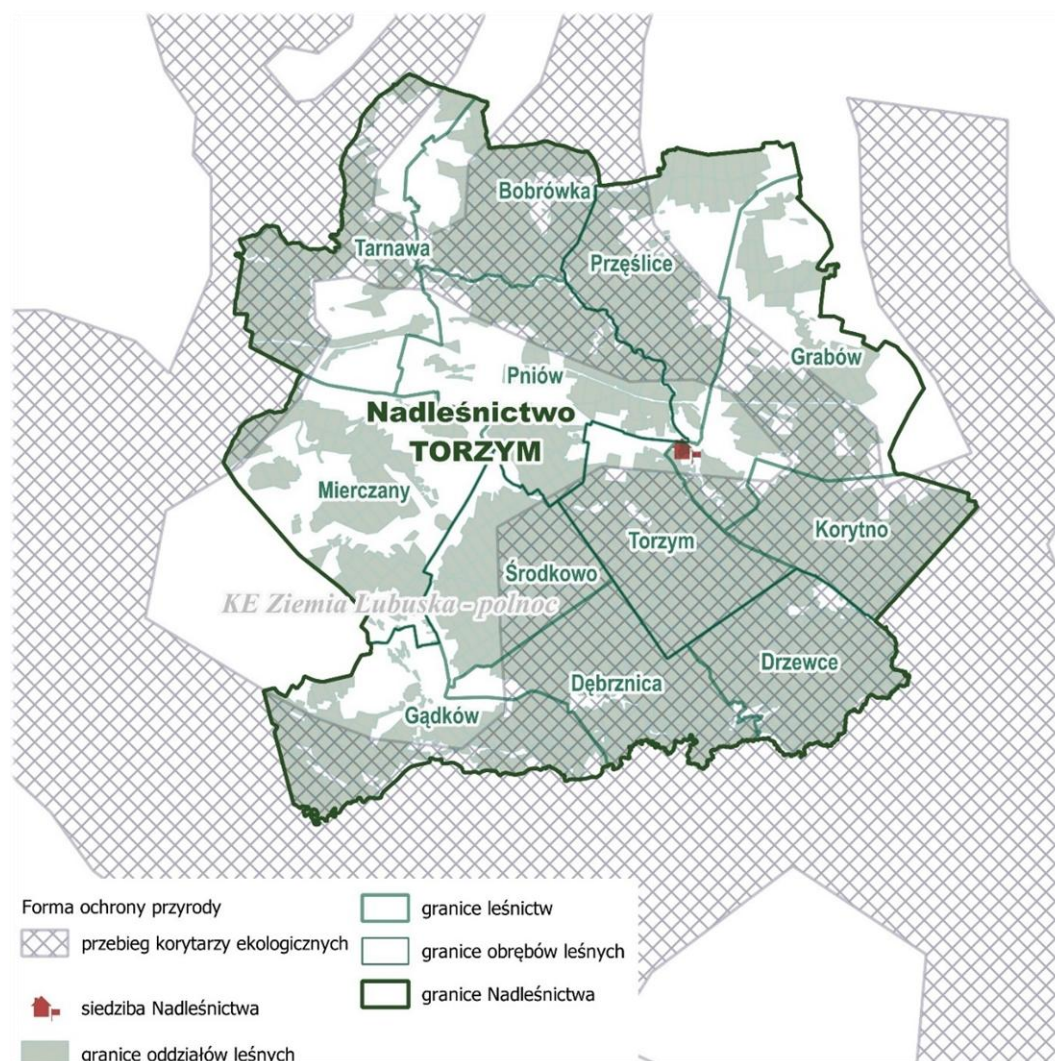 Bobrówka
Tarnawa
Przęślice
Grabów
Pniów
Nadleśnictwo
TORZYM
Mierczany
Torzym
Korytno
Środkowo
KE Ziemia Lubuska - połnoc
Drzewce
Dębrznica
Gądków
Forma ochrony przyrody
przebieg korytarzy ekologicznych
siedziba Nadleśnictwa
granice oddziałów leśnych
granice leśnictw
granice obrębów leśnych
granice Nadleśnictwa